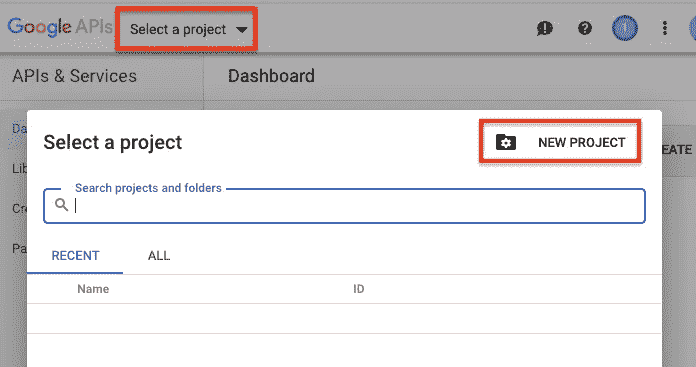 Google APIs Select a project
APIs & Services Dashboard
Da
Select a project NEW PROJECT
EATE
Lib
Search projects and folders
Cre
Pa
RECENT ALL
Name ID